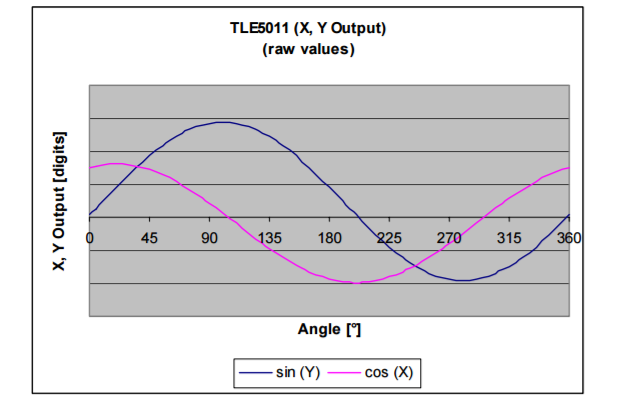 TLE5011 (X, Y Output)
(raw values)
X, Y Output [digits]
0 45 90 135 180 225 270 315 360
Angle [°]
sin (Y) cos (X)